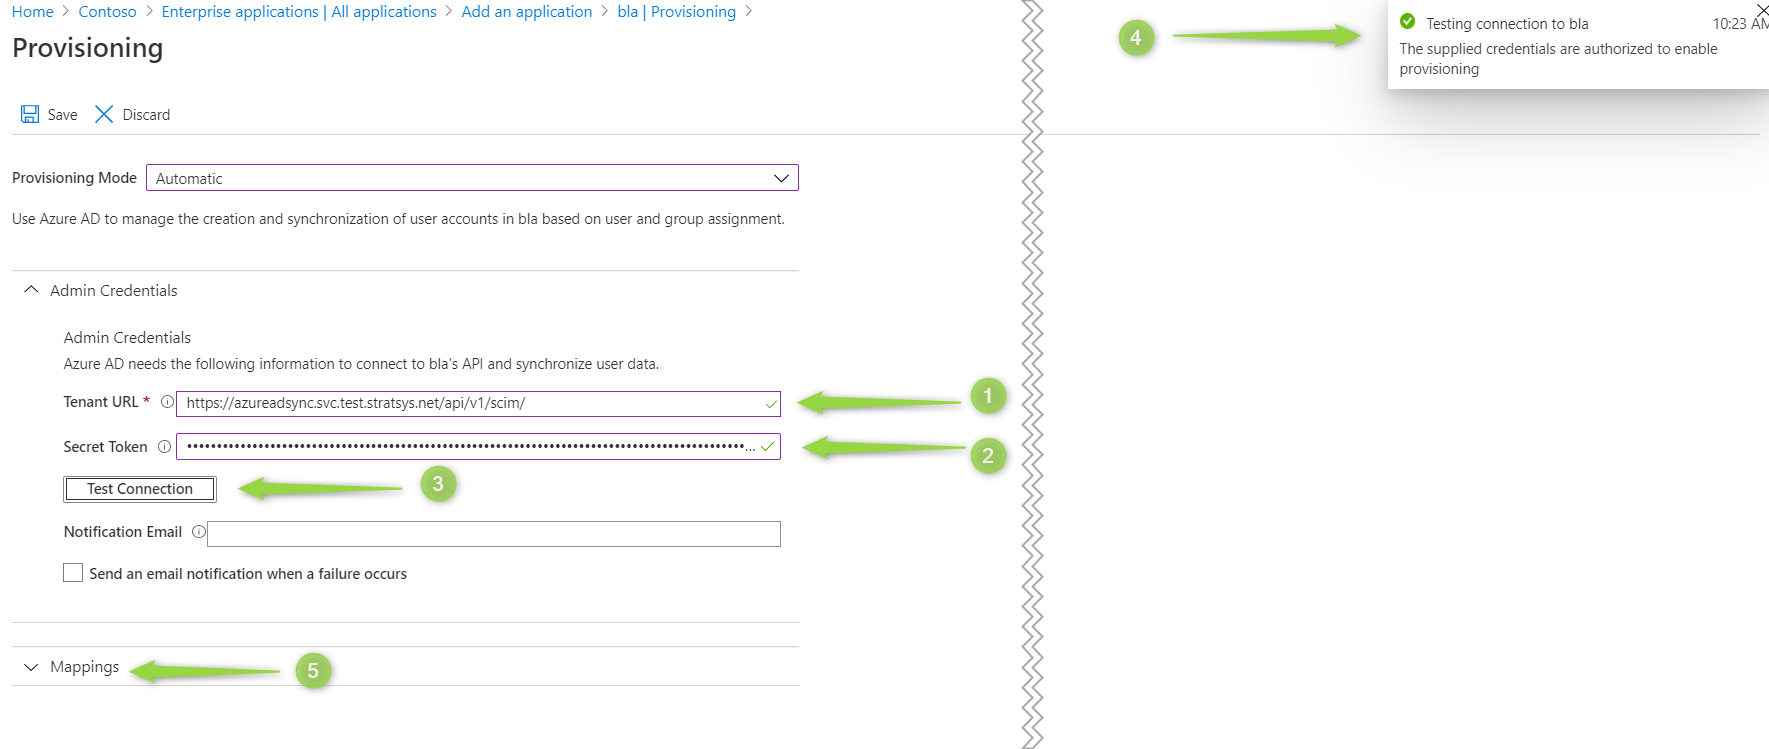 Home > Contoso > Enterprise applications | All applications > Add an application > bla | Provisioning >
Provisioning
4
Testing connection to bla 10:23 AM
The supplied credentials are authorized to enable
provisioning
Save Discard
Provisioning Mode Automatic
Use Azure AD to manage the creation and synchronization of user accounts in bla based on user and group assignment.
Admin Credentials
Admin Credentials
Azure AD needs the following information to connect to bla's API and synchronize user data.
Tenant URL * https://azureadsync.svc.test.stratsys.net/api/v1/scim/
1
Secret Token
2
Test Connection
3
Notification Email
Send an email notification when a failure occurs
Mappings
5